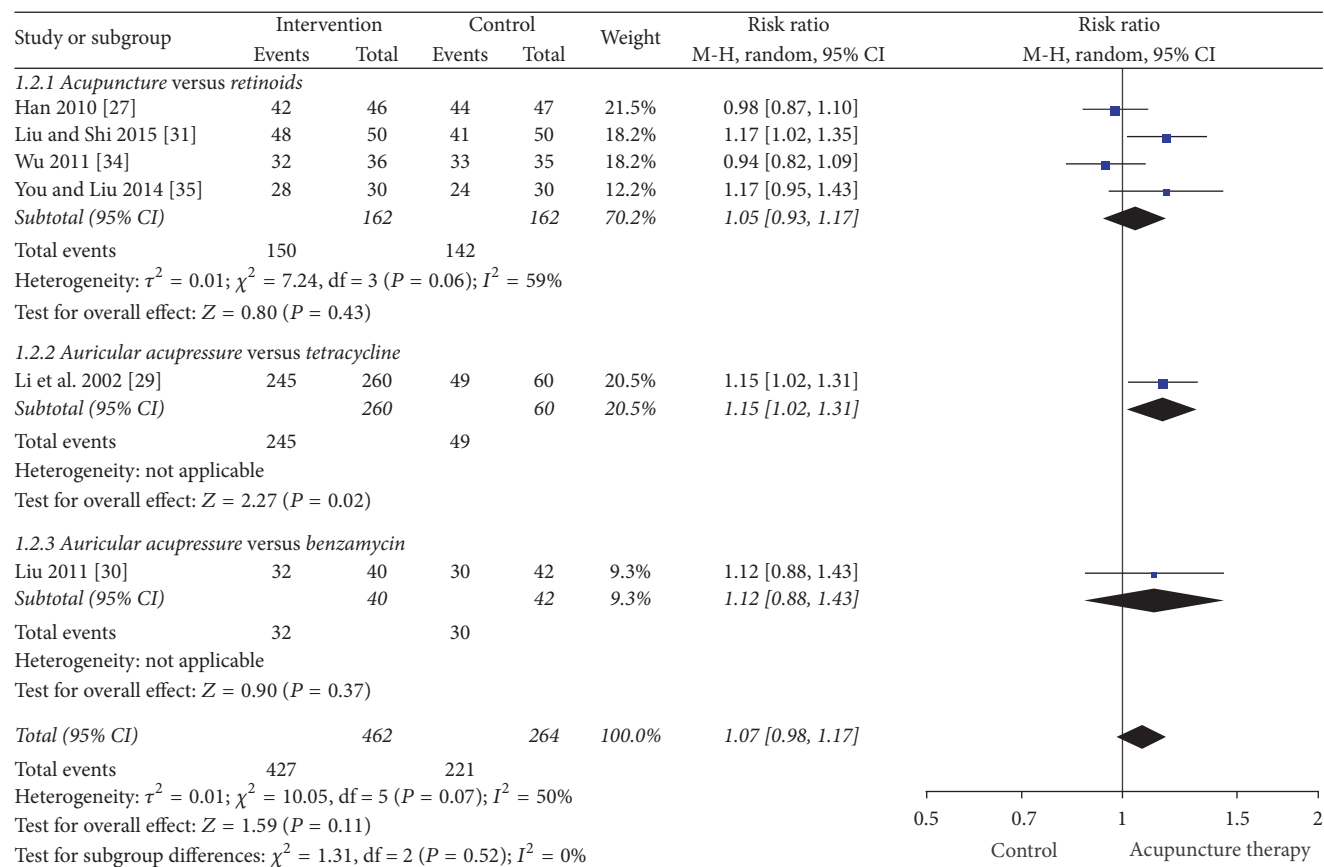 Study or subgroup Intervention Control Weight Risk ratio Risk ratio
Events Total Events Total M-H, random, 95% CI M-H, random, 95% CI
1.2.1 Acupuncture versus retinoids
Han 2010 [27] 42 46 44 47 21.5% 0.98 [0.87, 1.10]
Liu and Shi 2015 [31] 48 50 41 50 18.2% 1.17 [1.02, 1.35]
Wu 2011 [34] 32 36 33 35 18.2% 0.94 [0.82, 1.09]
You and Liu 2014 [35] 28 30 24 30 12.2% 1.17 [0.95, 1.43]
Subtotal (95% CI) 162 162 70.2% 1.05 [0.93, 1.17]
Total events 150 142
Heterogeneity: τ² = 0.01; χ² = 7.24, df = 3 (P = 0.06); I² = 59%
Test for overall effect: Z = 0.80 (P = 0.43)
1.2.2 Auricular acupressure versus tetracycline
Li et al. 2002 [29] 245 260 49 60 20.5% 1.15 [1.02, 1.31]
Subtotal (95% CI) 260 60 20.5% 1.15 [1.02, 1.31]
Total events 245 49
Heterogeneity: not applicable
Test for overall effect: Z = 2.27 (P = 0.02)
1.2.3 Auricular acupressure versus benzamycin
Liu 2011 [30] 32 40 30 42 9.3% 1.12 [0.88, 1.43]
Subtotal (95% CI) 40 42 9.3% 1.12 [0.88, 1.43]
Total events 32 30
Heterogeneity: not applicable
Test for overall effect: Z = 0.90 (P = 0.37)
Total (95% CI) 462 264 100.0% 1.07 [0.98, 1.17]
Total events 427 221
Heterogeneity: τ² = 0.01; χ² = 10.05, df = 5 (P = 0.07); I² = 50%
Test for overall effect: Z = 1.59 (P = 0.11)
Test for subgroup differences: χ² = 1.31, df = 2 (P = 0.52); I² = 0%
0.5 0.7 1 1.5 2
Control Acupuncture therapy